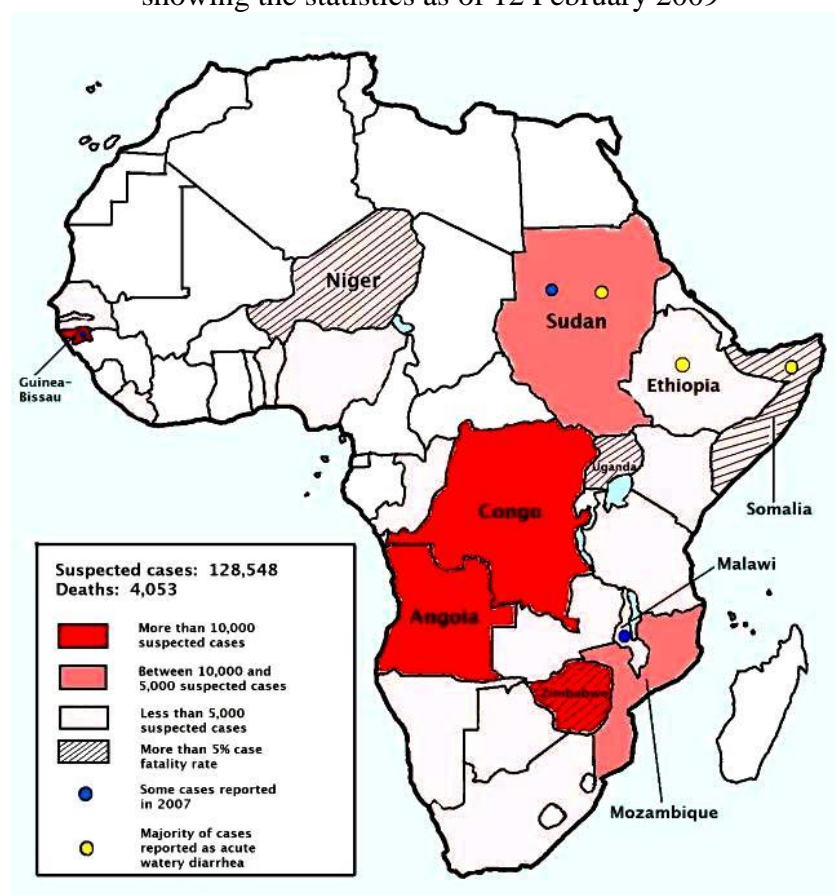 showing the statistics as of 12 February 2009
Niger
Sudan
Guinea-
Bissau
Ethiopia
Uganda
Somalia
Congo
Malawi
Angola
Zimbabwe
Mozambique
Suspected cases: 128,548
Deaths: 4,053
More than 10,000
suspected cases
Between 10,000 and
5,000 suspected cases
Less than 5,000
suspected cases
More than 5% case
fatality rate
Some cases reported
in 2007
Majority of cases
reported as acute
watery diarrhea